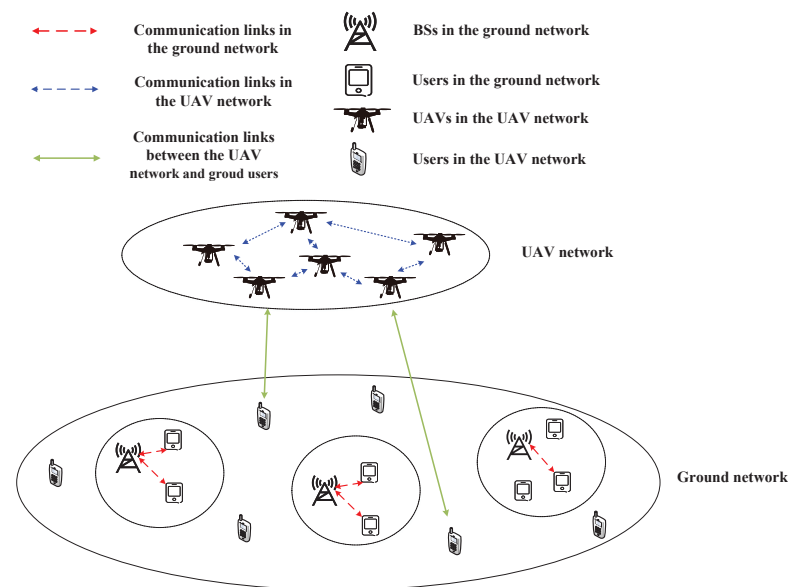 Communication links in
the ground network
BSs in the ground network
Communication links in
the UAV network
Users in the ground network
UAVs in the UAV network
Communication links
between the UAV
network and groud users
Users in the UAV network
UAV network
Ground network